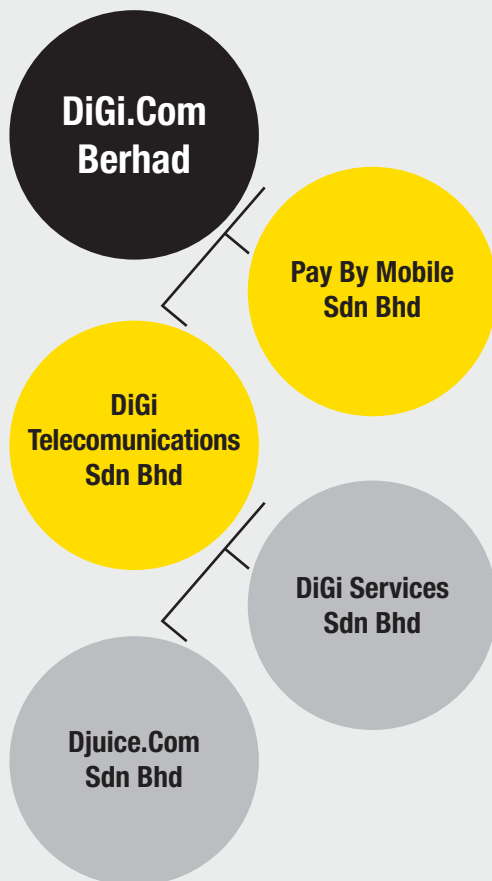 DiGi.Com
Berhad
Pay By Mobile
Sdn Bhd
DiGi
Telecomunications
Sdn Bhd
DiGi Services
Sdn Bhd
Djuice.Com
Sdn Bhd